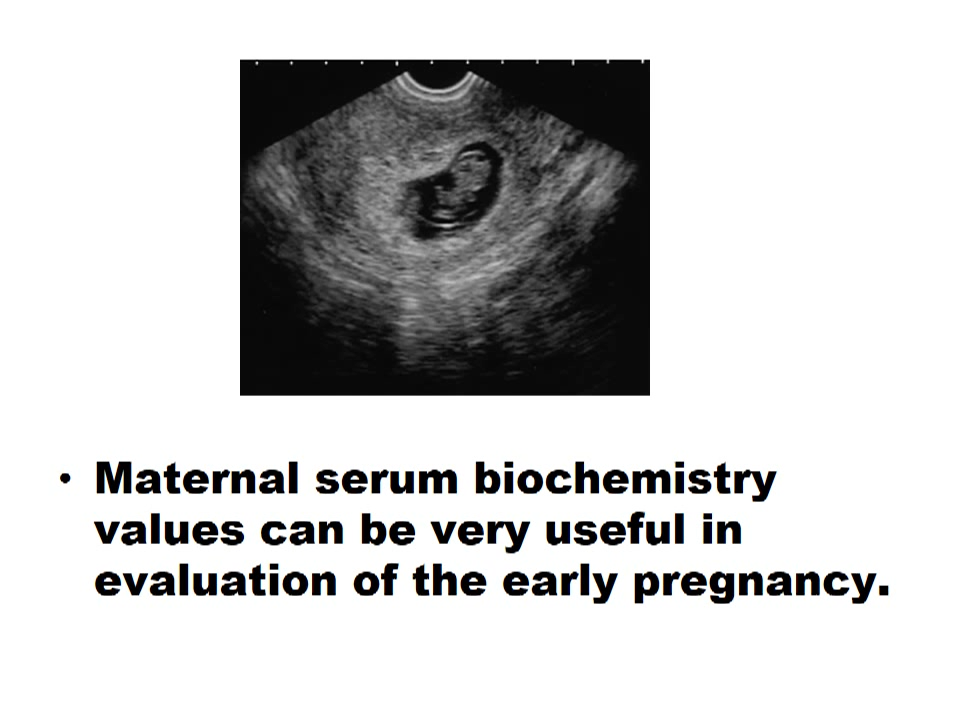 • Maternal serum biochemistry
values can be very useful in
evaluation of the early pregnancy.